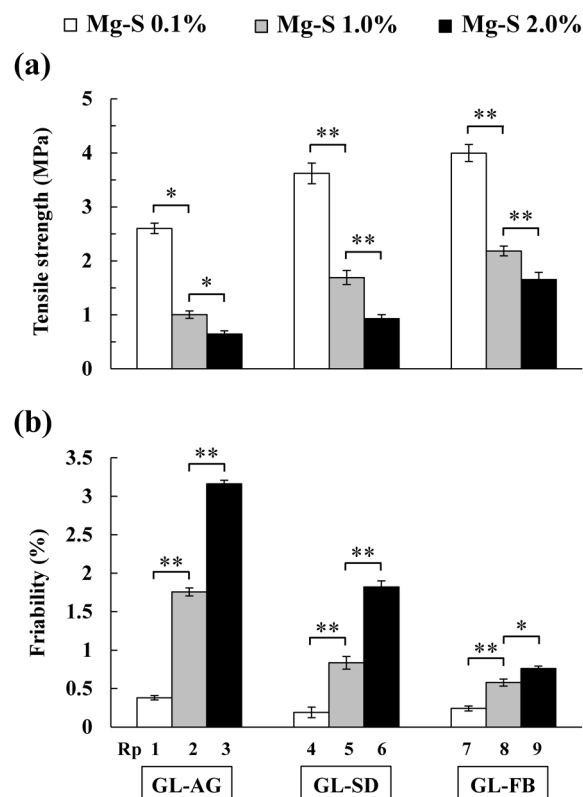 Mg-S 0.1% Mg-S 1.0% Mg-S 2.0%
(a)
Tensile strength (MPa)
5
4
3
2
1
0
* * ** ** ** **
(b)
Friability (%)
3.5
3
2.5
2
1.5
1
0.5
0
** ** ** ** ** *
Rp 1 2 3 4 5 6 7 8 9
GL-AG GL-SD GL-FB